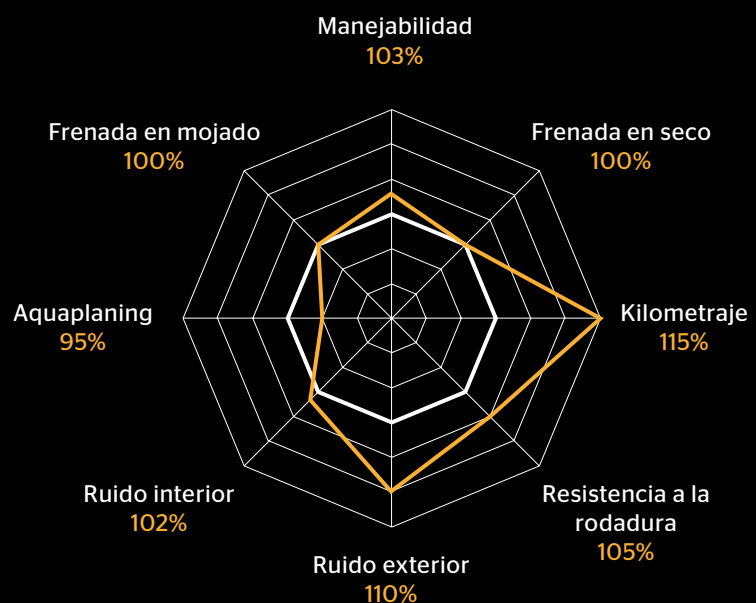 Manejabilidad
103%
Frenada en mojado
100%
Frenada en seco
100%
Aquaplaning
95%
Kilometraje
115%
Ruido interior
102%
Resistencia a la
rodadura
105%
Ruido exterior
110%